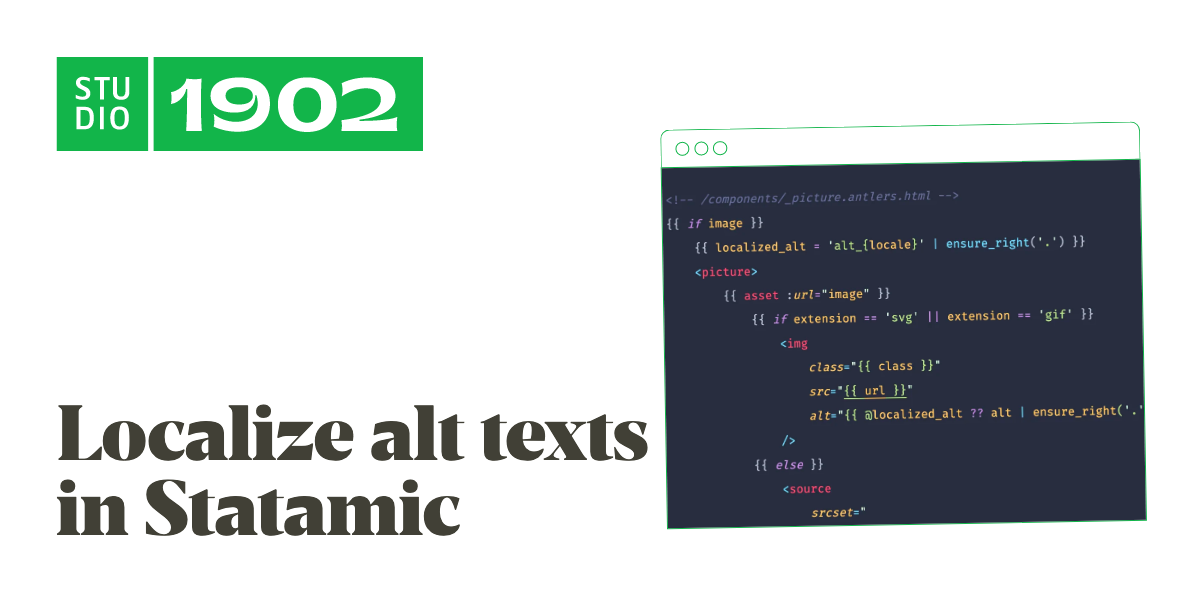 STU
DIO
1902
Localize alt texts
in Statamic
<!-- /components/_picture.antlers.html -->
{{ if image }}
{{ localized_alt = 'alt_{locale}' | ensure_right('.') }}
<picture>
{{ asset :url="image" }}
{{ if extension == 'svg' || extension == 'gif' }}
<img
class="{{ class }}"
src="{{ url }}"
alt="{{ @localized_alt ?? alt | ensure_right('.'
/>
{{ else }}
<source
srcset="